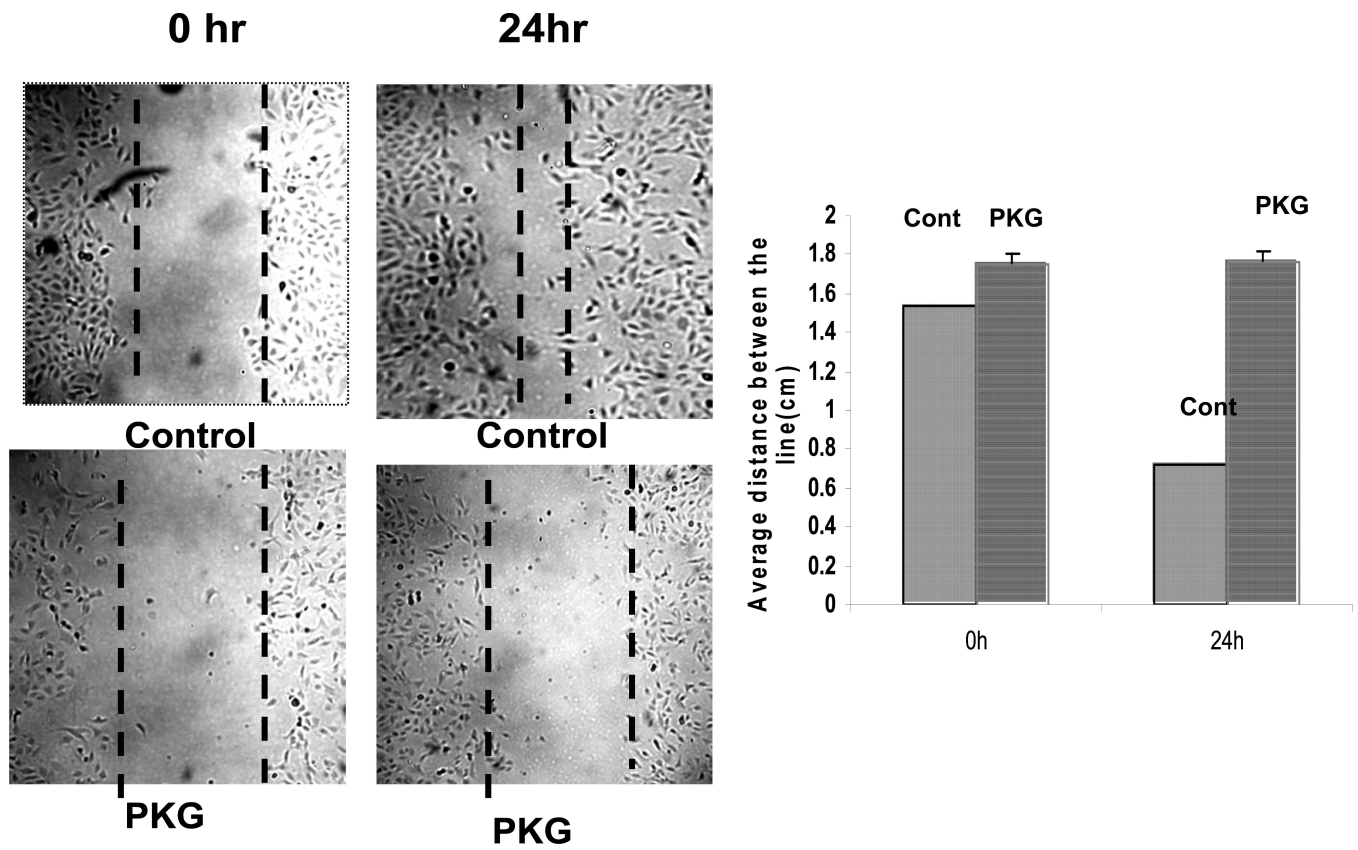 0 hr
24hr
Control
Control
PKG
PKG
Average distance between the
line(cm)
2
1.8
1.6
1.4
1.2
1
0.8
0.6
0.4
0.2
0
Cont
PKG
Cont
PKG
0h
24h